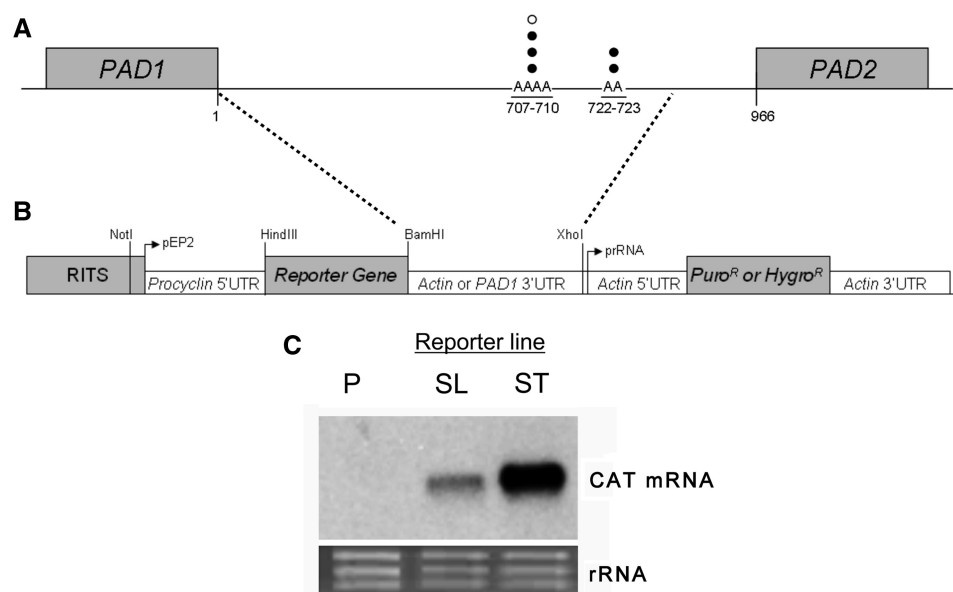 A
PAD1
AAAA
AA
PAD2
707-710
722-723
1
966
B
NotI
pEP2
HindIII
BamHI
XhoI
prRNA
RITS
Procyclin 5'UTR
Reporter Gene
Actin or PAD1 3'UTR
Actin 5'UTR
Puroᴿ or Hygroᴿ
Actin 3'UTR
C
Reporter line
P SL ST
CAT mRNA
rRNA